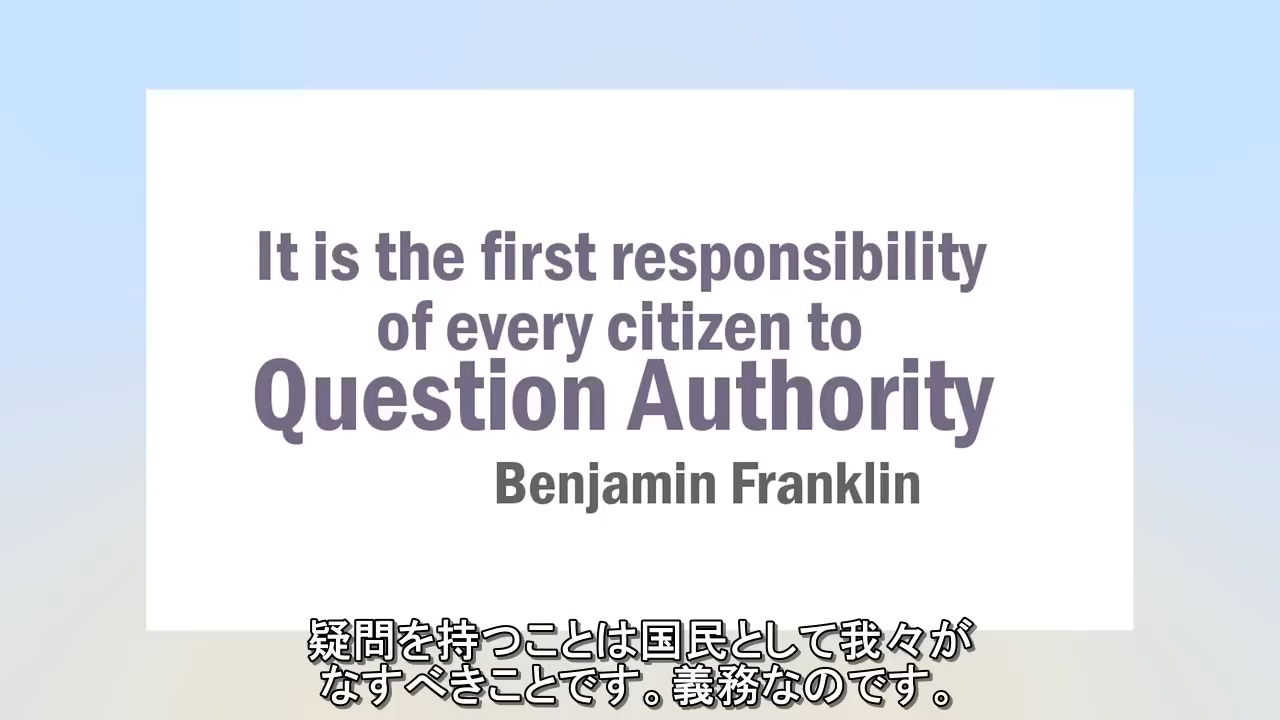 It is the first responsibility
of every citizen to
Question Authority
Benjamin Franklin
疑問を持つことは国民として我々が
なすべきことです。義務なのです。